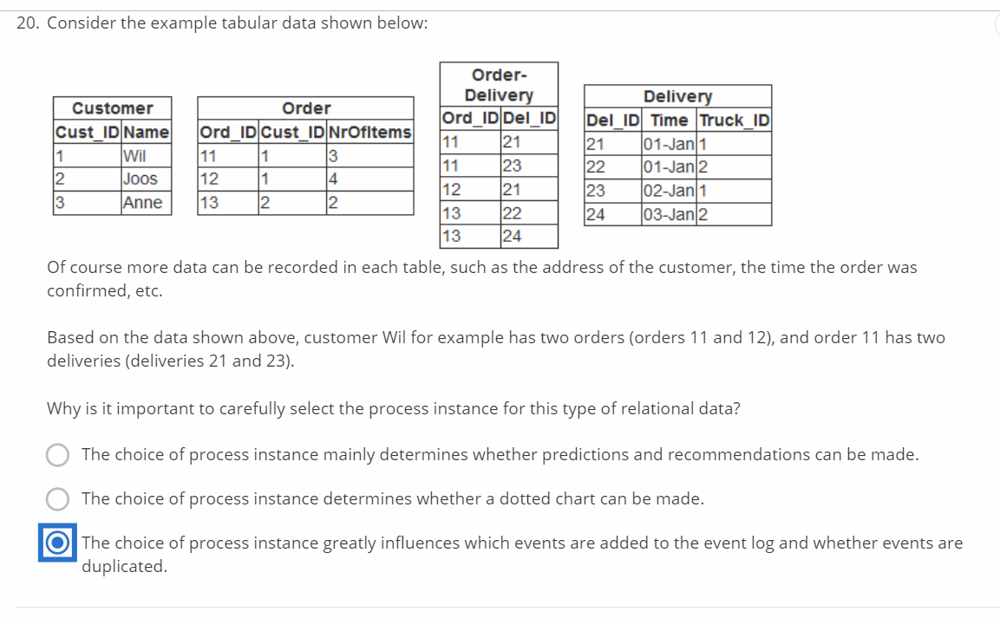 20. Consider the example tabular data shown below:
Customer
Cust_ID Name
1 Wil
2 Joos
3 Anne
Order
Ord_ID Cust_ID NrOfItems
11 1 3
12 1 4
13 2 2
Order-
Delivery
Ord_ID Del_ID
11 21
11 23
12 21
13 22
13 24
Delivery
Del_ID Time Truck_ID
21 01-Jan 1
22 01-Jan 2
23 02-Jan 1
24 03-Jan 2
Of course more data can be recorded in each table, such as the address of the customer, the time the order was
confirmed, etc.
Based on the data shown above, customer Wil for example has two orders (orders 11 and 12), and order 11 has two
deliveries (deliveries 21 and 23).
Why is it important to carefully select the process instance for this type of relational data?
The choice of process instance mainly determines whether predictions and recommendations can be made.
The choice of process instance determines whether a dotted chart can be made.
The choice of process instance greatly influences which events are added to the event log and whether events are
duplicated.